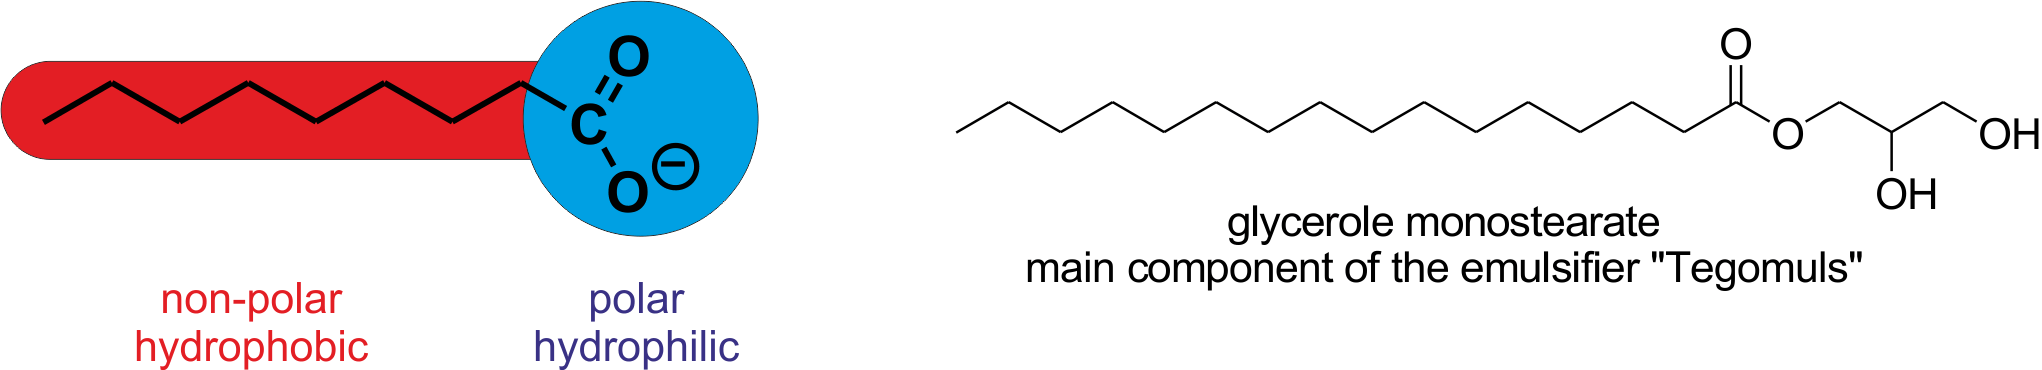 O
C
O
⊖
non-polar
hydrophobic
polar
hydrophilic
O
O
OH
OH
glycerole monostearate
main component of the emulsifier "Tegomuls"